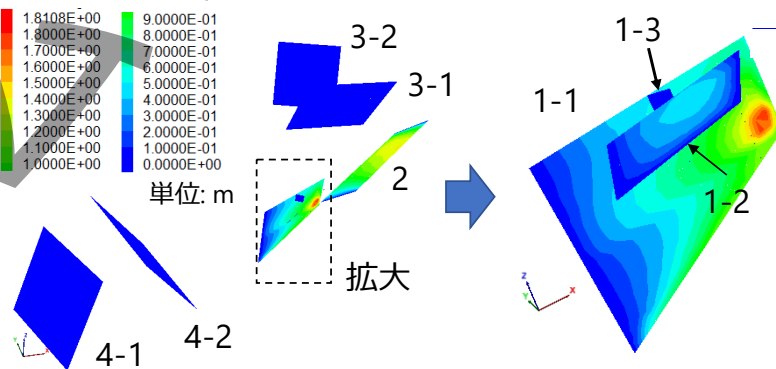 1.8108E+00
1.8000E+00
1.7000E+00
1.6000E+00
1.5000E+00
1.4000E+00
1.3000E+00
1.2000E+00
1.1000E+00
1.0000E+00
9.0000E-01
8.0000E-01
7.0000E-01
6.0000E-01
5.0000E-01
4.0000E-01
3.0000E-01
2.0000E-01
1.0000E-01
0.0000E+00
単位: m
3-2
3-1
2
拡大
4-1
4-2
1-3
1-1
1-2
Z
Y
X